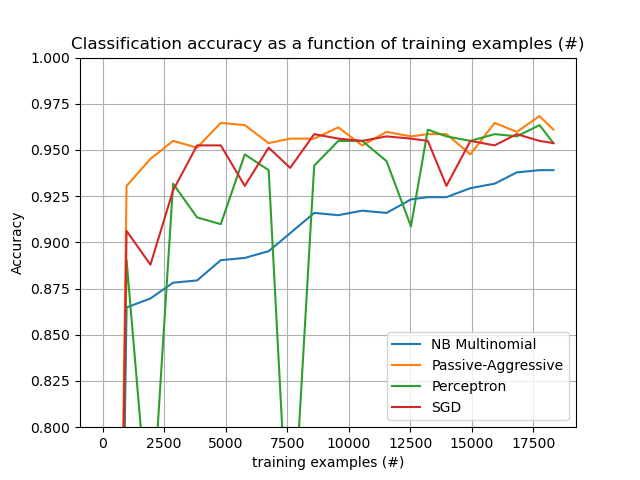 Classification accuracy as a function of training examples (#)
1.000
0.975
0.950
0.925
0.900
0.875
0.850
0.825
0.800
Accuracy
NB Multinomial
Passive-Aggressive
Perceptron
SGD
0 2500 5000 7500 10000 12500 15000 17500
training examples (#)